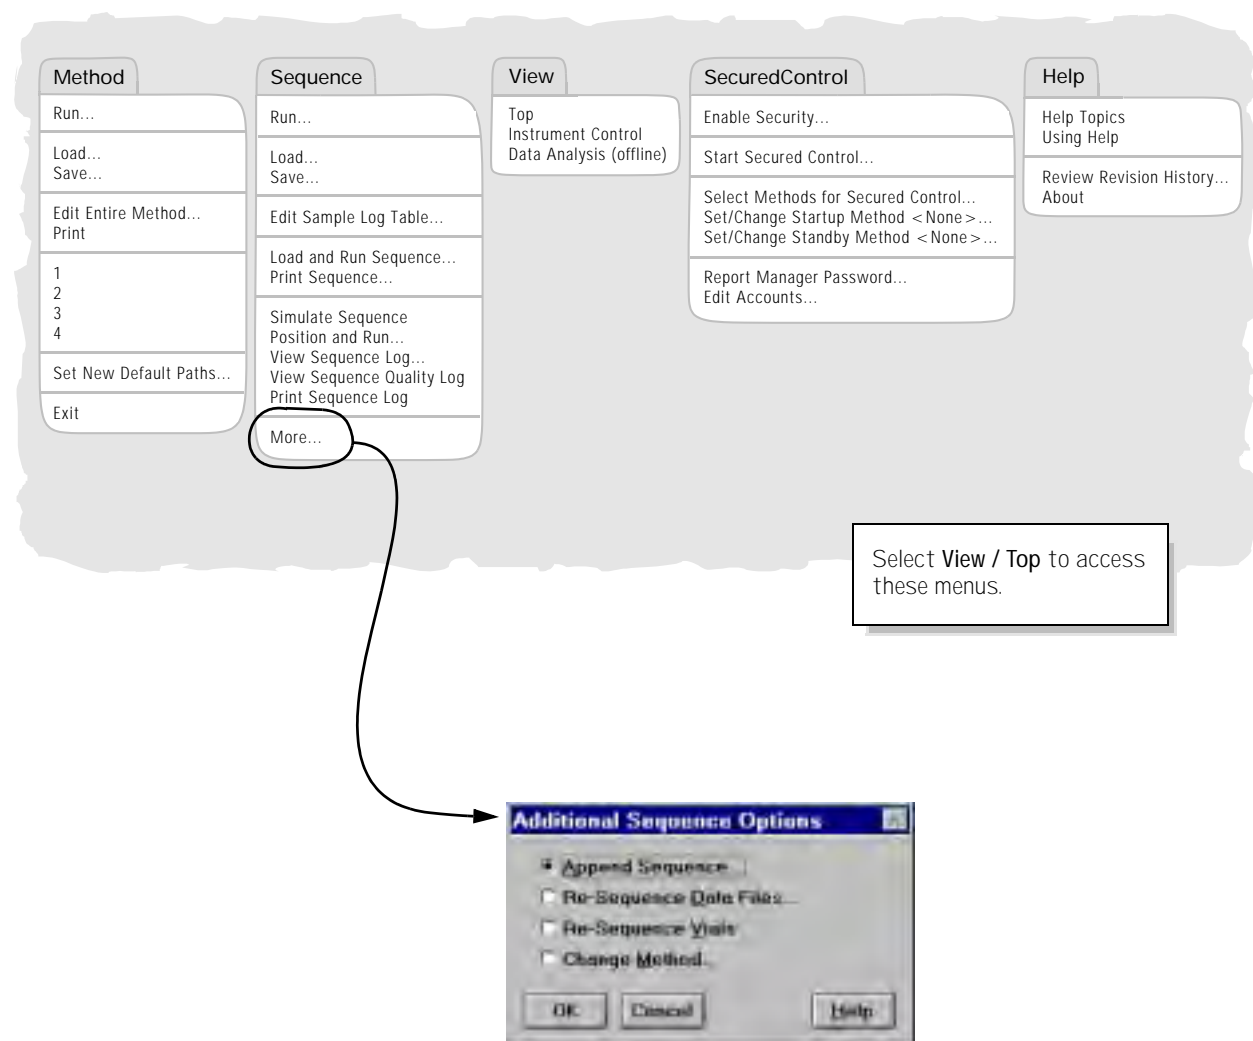 Method
Run...
Load...
Save...
Edit Entire Method...
Print
1
2
3
4
Set New Default Paths...
Exit
Sequence
Run...
Load...
Save...
Edit Sample Log Table...
Load and Run Sequence...
Print Sequence...
Simulate Sequence
Position and Run...
View Sequence Log...
View Sequence Quality Log
Print Sequence Log
More...
View
Top
Instrument Control
Data Analysis (offline)
SecuredControl
Enable Security...
Start Secured Control...
Select Methods for Secured Control...
Set/Change Startup Method <None>...
Set/Change Standby Method <None>...
Report Manager Password...
Edit Accounts...
Help
Help Topics
Using Help
Review Revision History...
About
Select View / Top to access
these menus.
Additional Sequence Options
Append Sequence...
Re-Sequence Data Files...
Re-Sequence Vials
Change Method...
OK
Cancel
Help